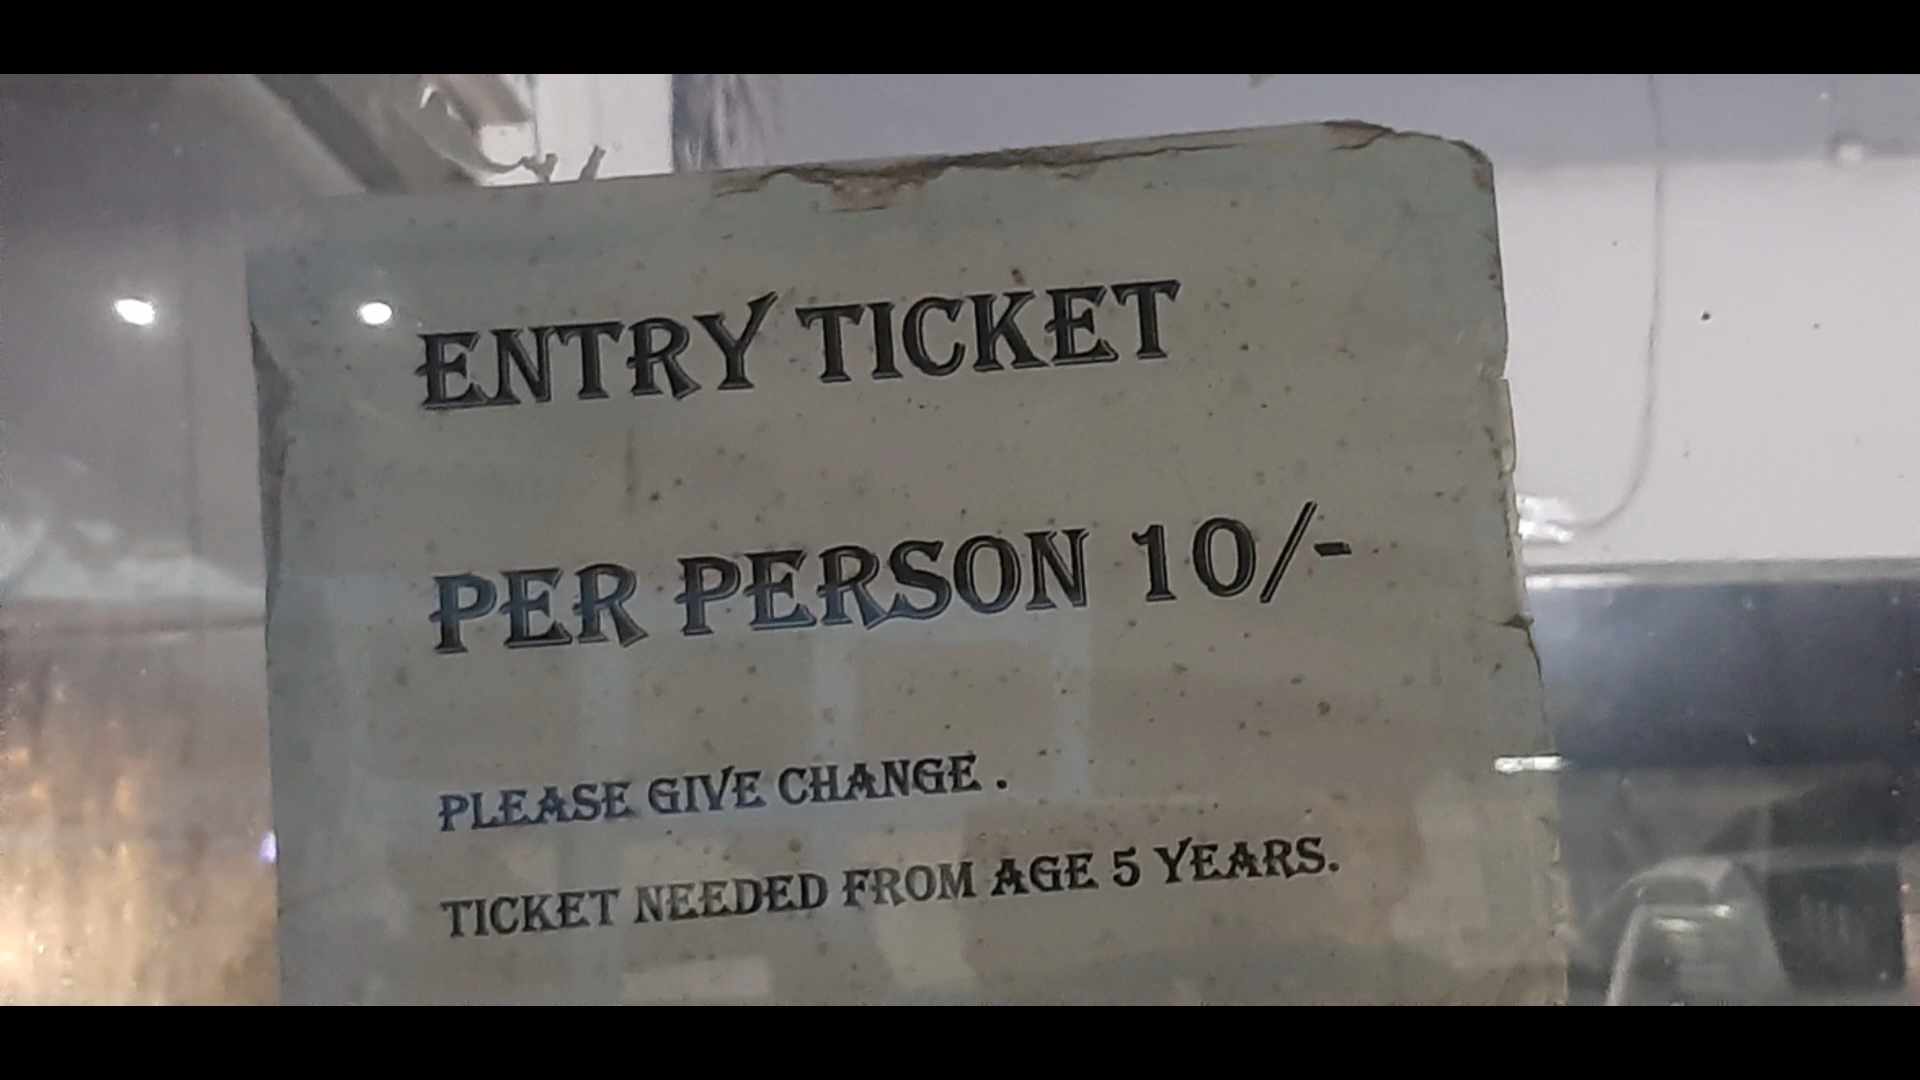 ENTRY TICKET
PER PERSON 10/-
PLEASE GIVE CHANGE .
TICKET NEEDED FROM AGE 5 YEARS.